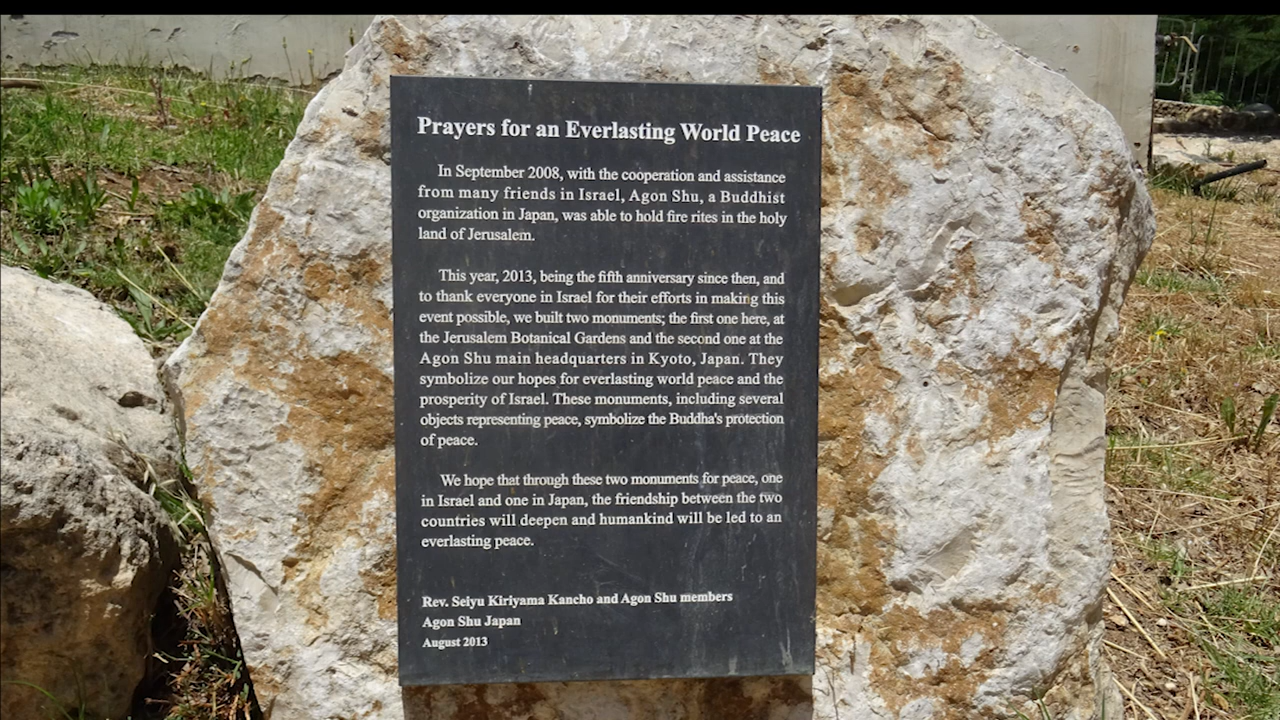 Prayers for an Everlasting World Peace
In September 2008, with the cooperation and assistance
from many friends in Israel, Agon Shu, a Buddhist
organization in Japan, was able to hold fire rites in the holy
land of Jerusalem.
This year, 2013, being the fifth anniversary since then, and
to thank everyone in Israel for their efforts in making this
event possible, we built two monuments; the first one here, at
the Jerusalem Botanical Gardens and the second one at the
Agon Shu main headquarters in Kyoto, Japan. They
symbolize our hopes for everlasting world peace and the
prosperity of Israel. These monuments, including several
objects representing peace, symbolize the Buddha's protection
of peace.
We hope that through these two monuments for peace, one
in Israel and one in Japan, the friendship between the two
countries will deepen and humankind will be led to an
everlasting peace.
Rev. Seiyu Kiriyama Kancho and Agon Shu members
Agon Shu Japan
August 2013